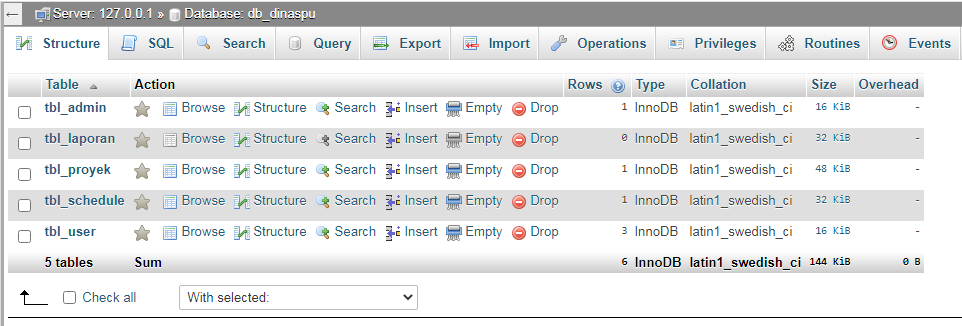 Server: 127.0.0.1 » Database: db_dinaspu
Structure SQL Search Query Export Import Operations Privileges Routines Events
Table Action Rows Type Collation Size Overhead
tbl_admin Browse Structure Search Insert Empty Drop 1 InnoDB latin1_swedish_ci 16 KiB -
tbl_laporan Browse Structure Search Insert Empty Drop 0 InnoDB latin1_swedish_ci 32 KiB -
tbl_proyek Browse Structure Search Insert Empty Drop 1 InnoDB latin1_swedish_ci 48 KiB -
tbl_schedule Browse Structure Search Insert Empty Drop 1 InnoDB latin1_swedish_ci 32 KiB -
tbl_user Browse Structure Search Insert Empty Drop 3 InnoDB latin1_swedish_ci 16 KiB -
5 tables Sum 6 InnoDB latin1_swedish_ci 144 KiB 0 B
Check all With selected: